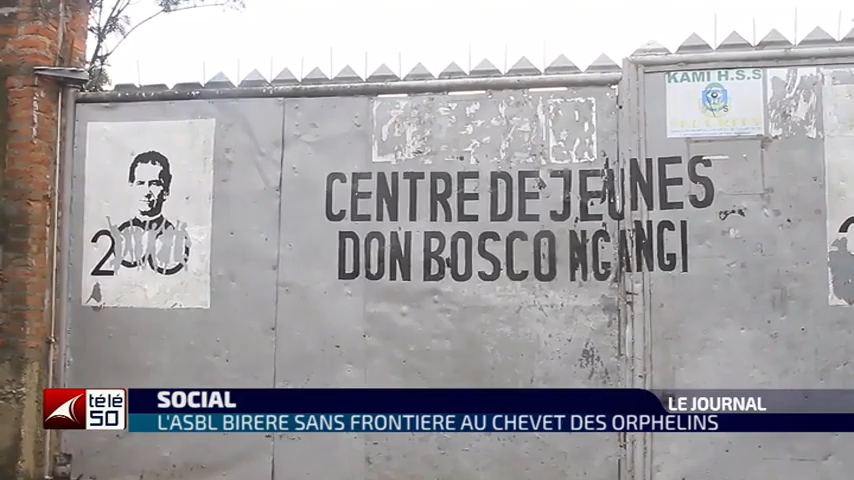 KAMI H.S.S
CENTRE DE JEUNES
DON BOSCO NGANGI
200
télé
50
SOCIAL
LE JOURNAL
L'ASBL BIRERE SANS FRONTIERE AU CHEVET DES ORPHELINS